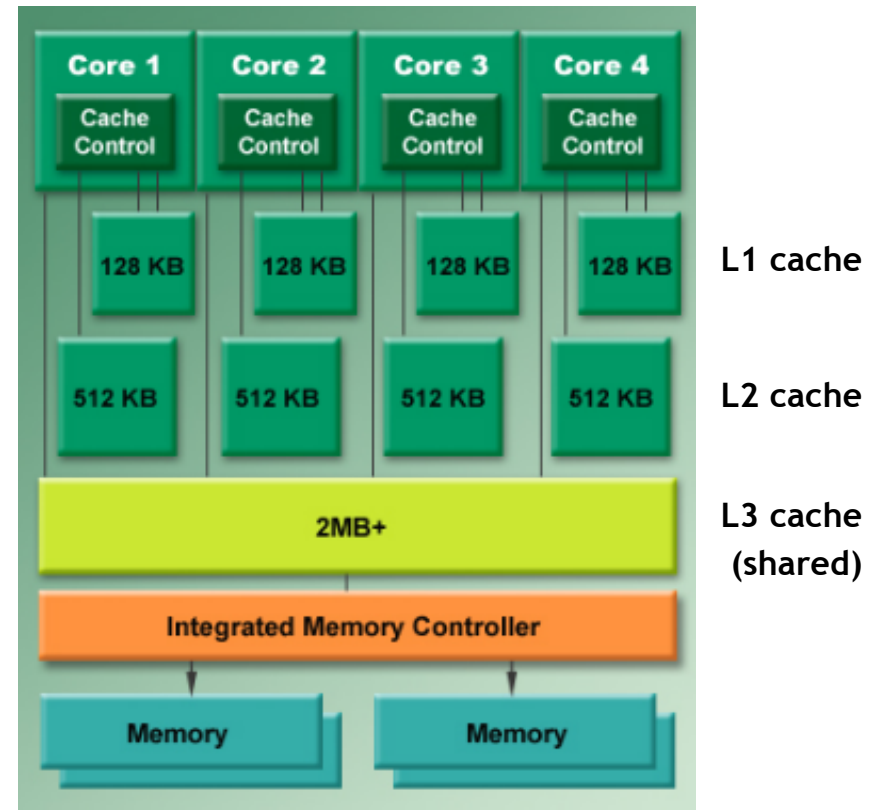 Core 1 Core 2 Core 3 Core 4
Cache Cache Cache Cache
Control Control Control Control
128 KB 128 KB 128 KB 128 KB L1 cache
512 KB 512 KB 512 KB 512 KB L2 cache
2MB+ L3 cache
(shared)
Integrated Memory Controller
Memory Memory